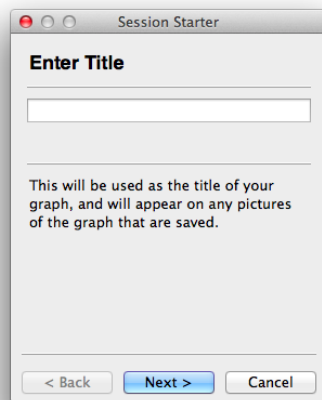 Session Starter
Enter Title
This will be used as the title of your
graph, and will appear on any pictures
of the graph that are saved.
< Back Next > Cancel